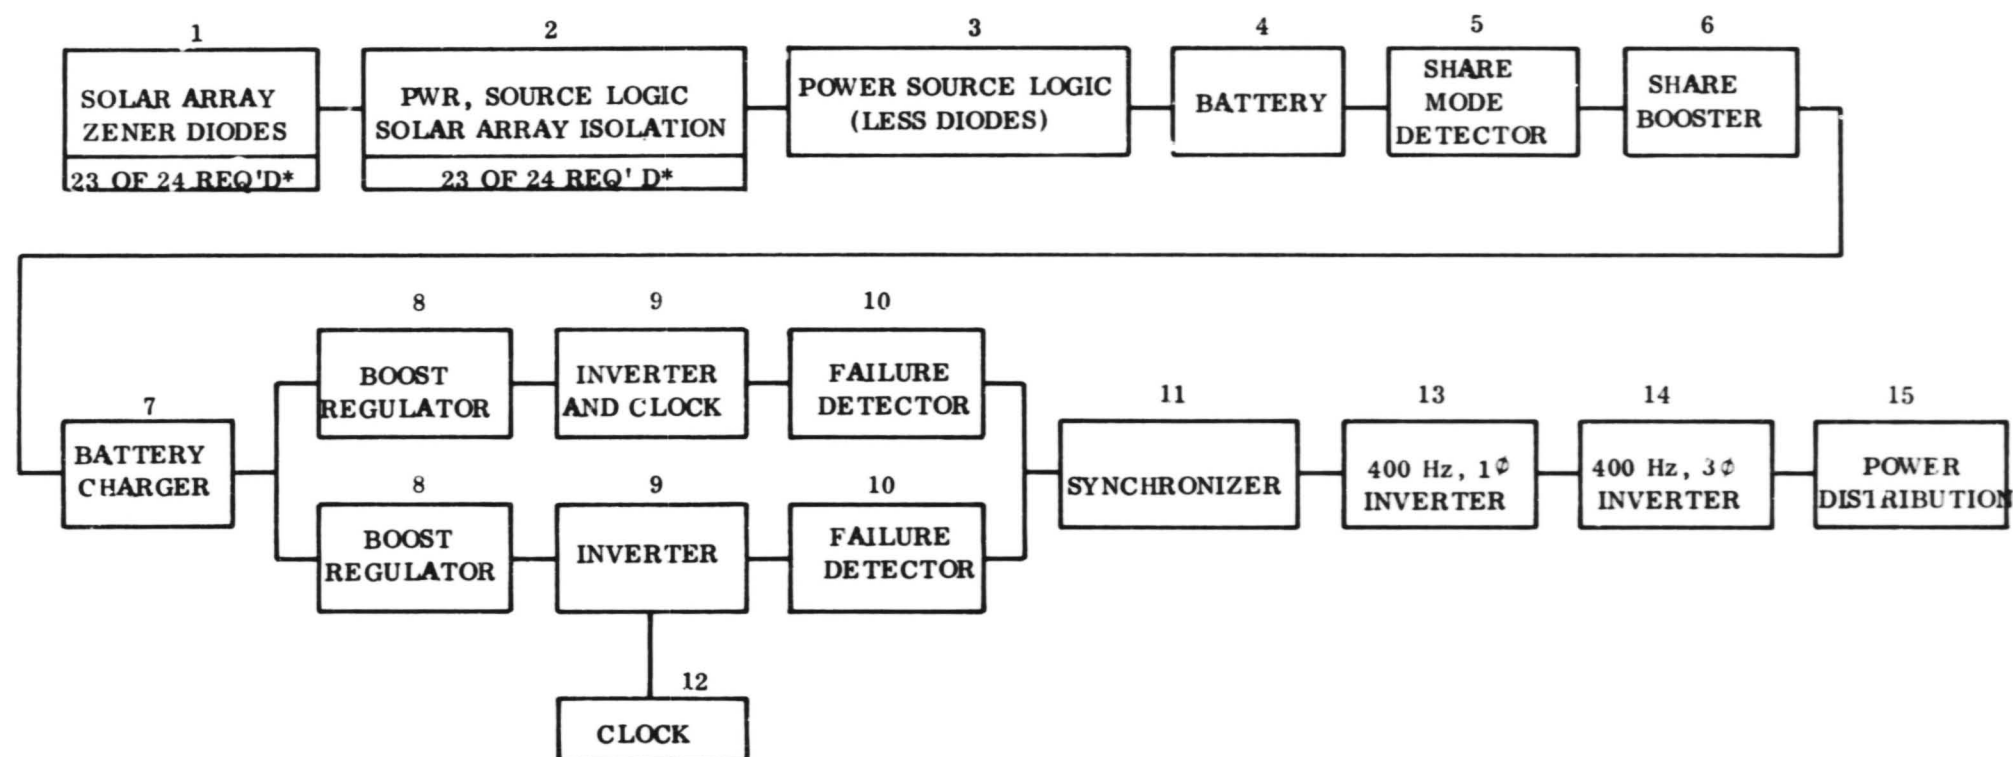 1
SOLAR ARRAY
ZENER DIODES
23 OF 24 REQ'D*
2
PWR, SOURCE LOGIC
SOLAR ARRAY ISOLATION
23 OF 24 REQ' D*
3
POWER SOURCE LOGIC
(LESS DIODES)
4
BATTERY
5
SHARE
MODE
DETECTOR
6
SHARE
BOOSTER
7
BATTERY
CHARGER
8
BOOST
REGULATOR
9
INVERTER
AND CLOCK
10
FAILURE
DETECTOR
8
BOOST
REGULATOR
9
INVERTER
10
FAILURE
DETECTOR
12
CLOCK
11
SYNCHRONIZER
13
400 Hz, 1Φ
INVERTER
14
400 Hz, 3Φ
INVERTER
15
POWER
DISTRIBUTION